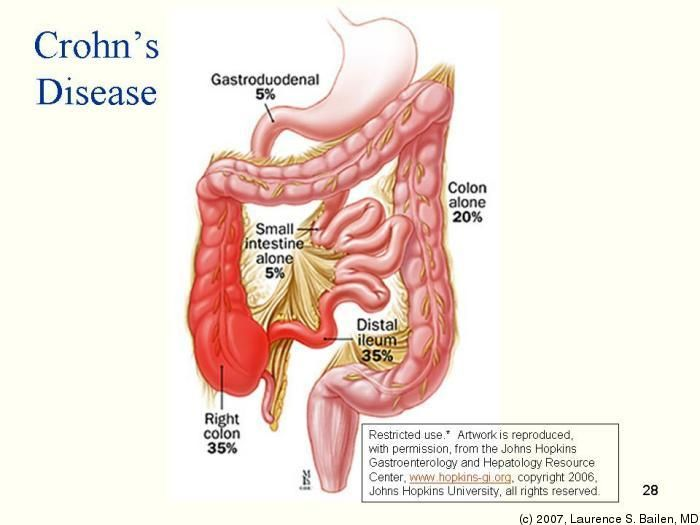 Crohn's
Disease
Gastroduodenal
5%
Colon
alone
20%
Small
intestine
alone
5%
Distal
ileum
35%
Right
colon
35%
Restricted use.* Artwork is reproduced,
with permission, from the Johns Hopkins
Gastroenterology and Hepatology Resource
Center, www.hopkins-gi.org, copyright 2006,
Johns Hopkins University, all rights reserved.
28
(c) 2007, Laurence S. Bailen, MD